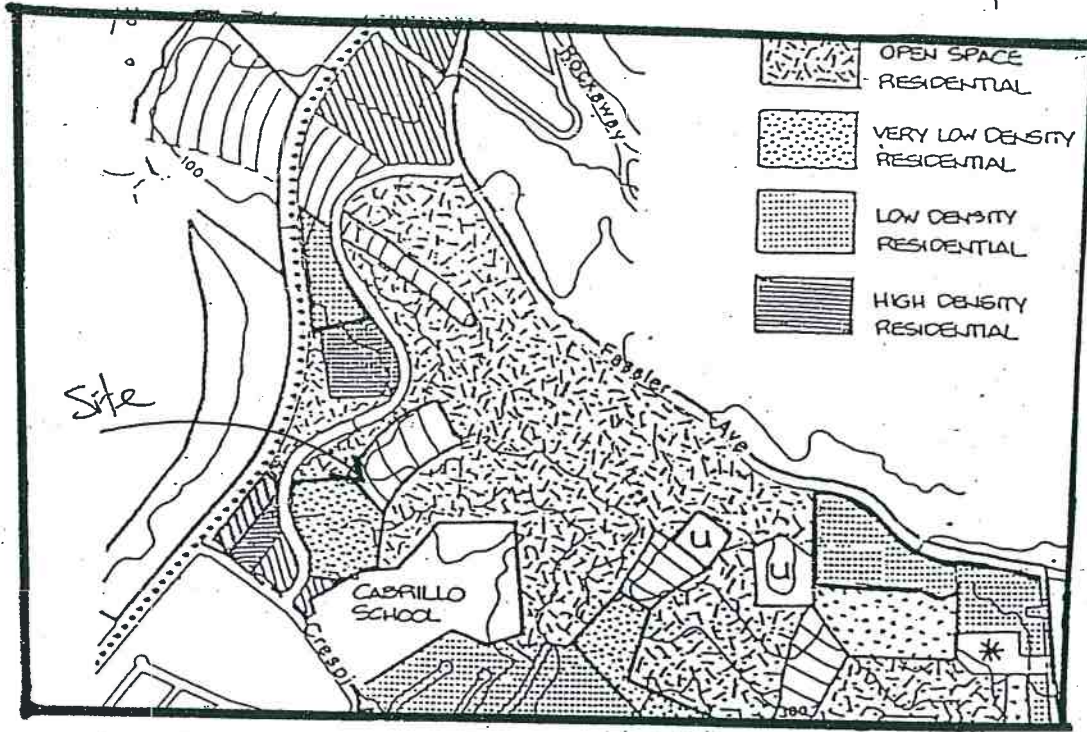 OPEN SPACE
RESIDENTIAL
VERY LOW DENSITY
RESIDENTIAL
LOW DENSITY
RESIDENTIAL
HIGH DENSITY
RESIDENTIAL
ROCKAWAY
100
Site
Fassler Ave
U
U
CABRILLO
SCHOOL
Crespi
100